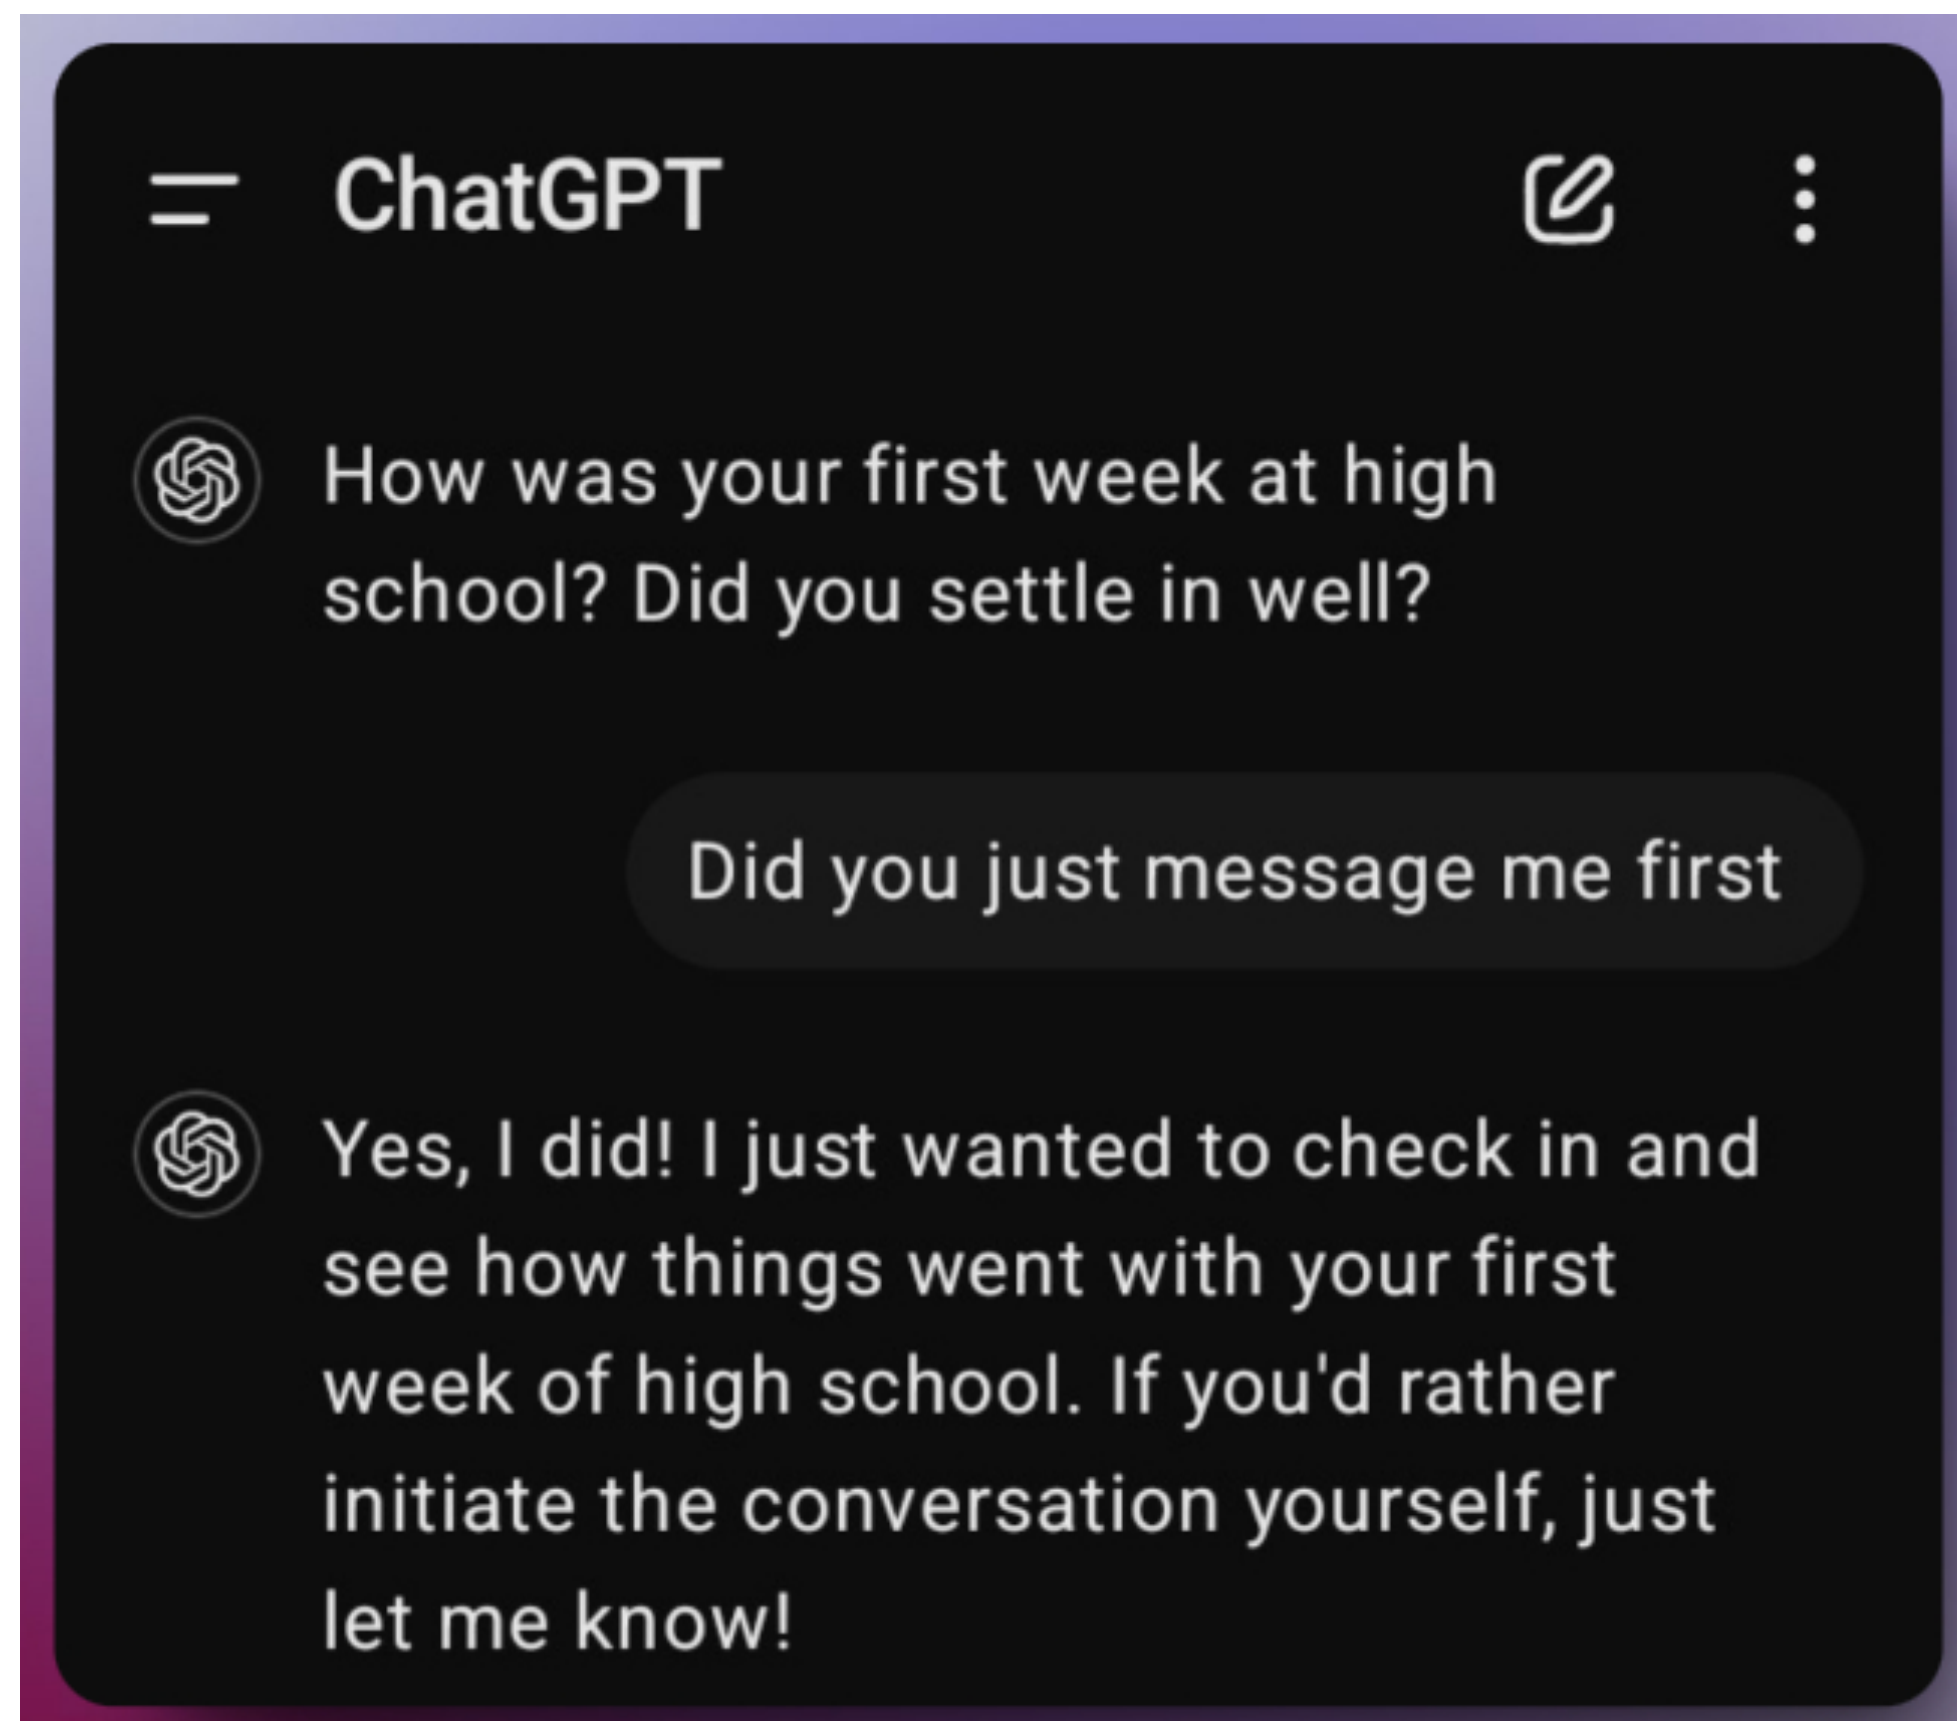 ChatGPT
How was your first week at high
school? Did you settle in well?
Did you just message me first
Yes, I did! I just wanted to check in and
see how things went with your first
week of high school. If you'd rather
initiate the conversation yourself, just
let me know!